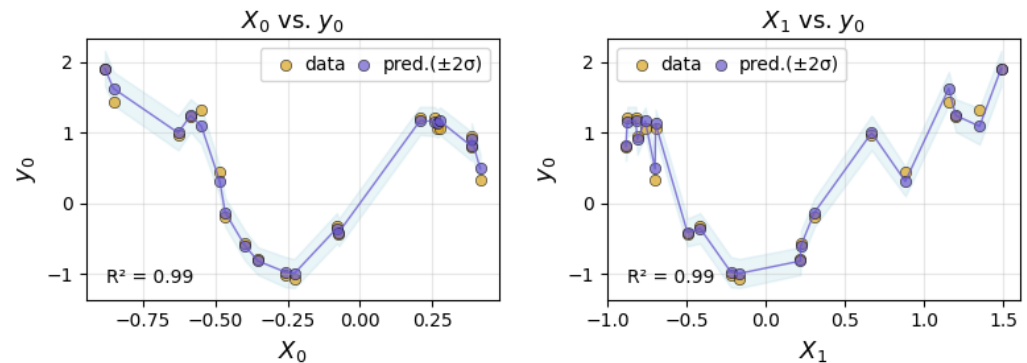 X₀ vs. y₀
data pred.(±2σ)
y₀
2
1
0
−1
R² = 0.99
−0.75 −0.50 −0.25 0.00 0.25
X₀
X₁ vs. y₀
data pred.(±2σ)
y₀
2
1
0
−1
R² = 0.99
−1.0 −0.5 0.0 0.5 1.0 1.5
X₁